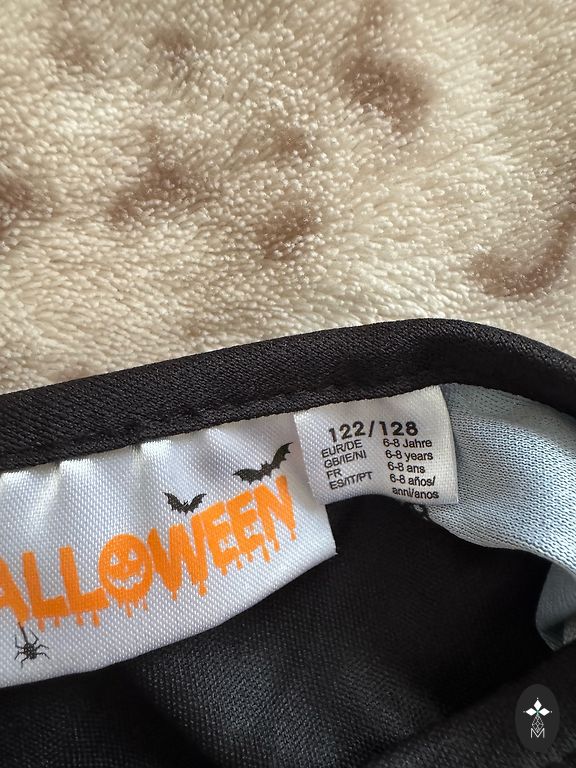 122/128
EUR/DE 6-8 Jahre
GB/IE/NI 6-8 years
FR 6-8 ans
ES/IT/PT 6-8 años/
anni/anos
ALLOWEEN